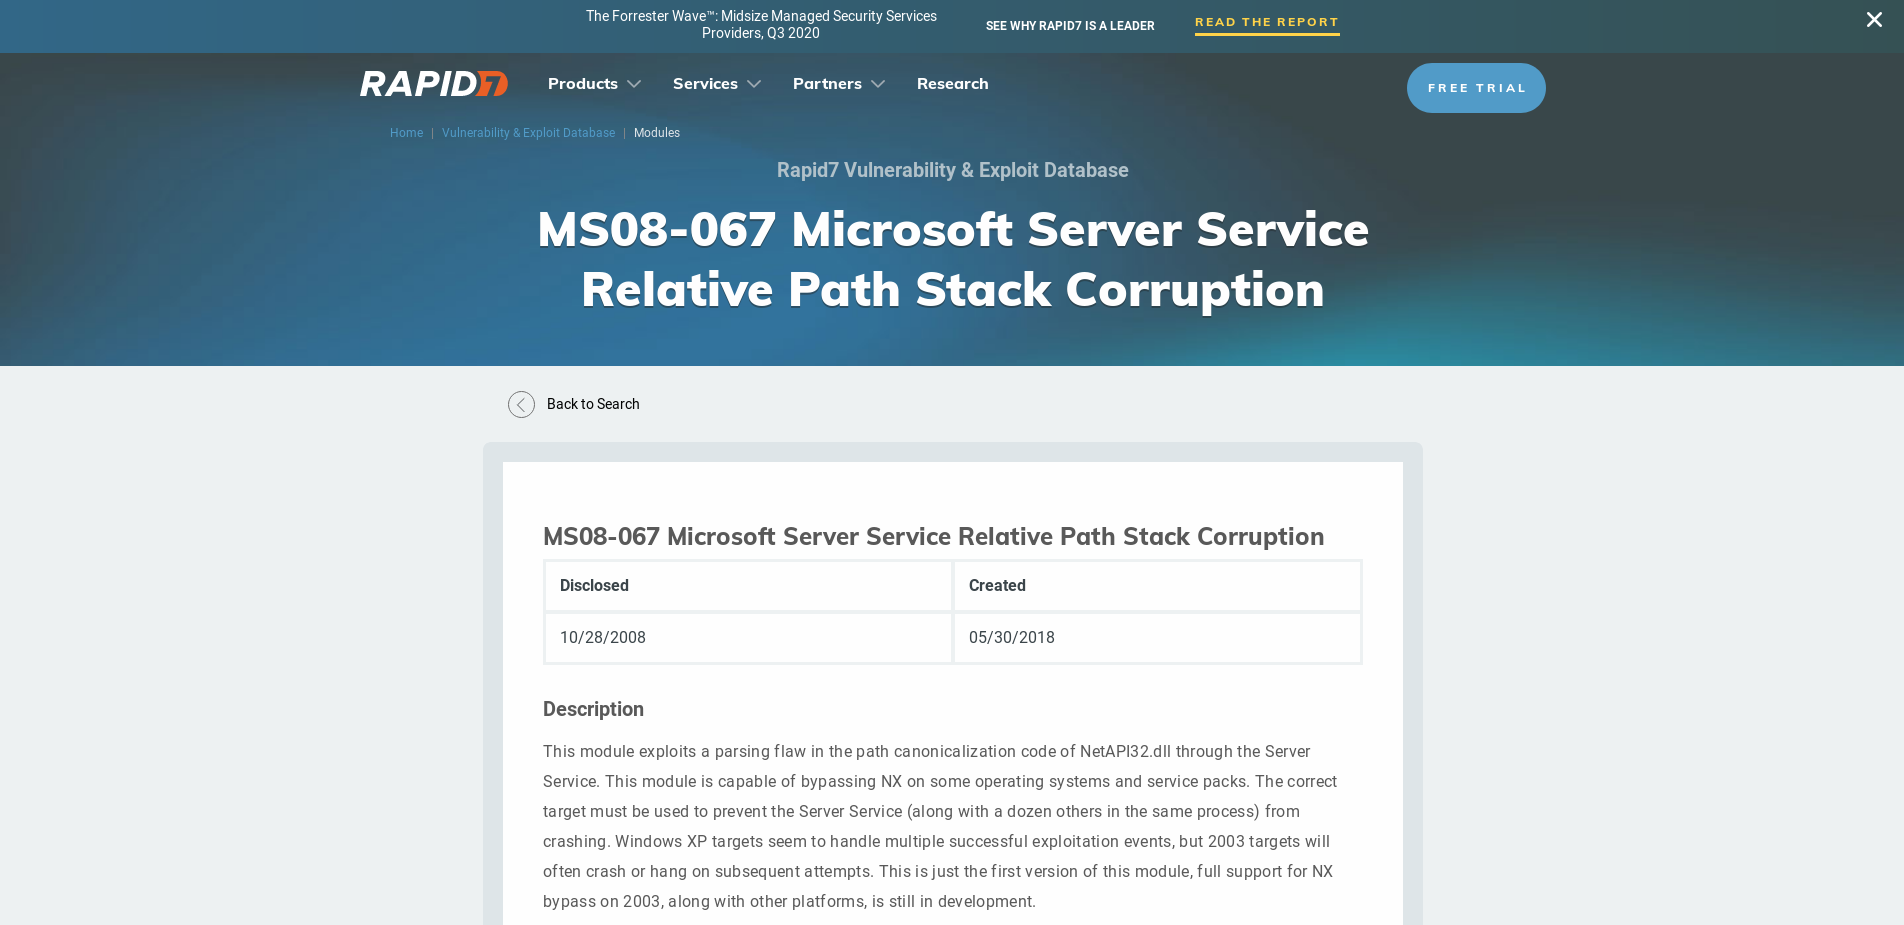 The Forrester Wave™: Midsize Managed Security Services
Providers, Q3 2020
SEE WHY RAPID7 IS A LEADER
READ THE REPORT
RAPID7
Products
Services
Partners
Research
FREE TRIAL
Home | Vulnerability & Exploit Database | Modules
Rapid7 Vulnerability & Exploit Database
MS08-067 Microsoft Server Service
Relative Path Stack Corruption
Back to Search
MS08-067 Microsoft Server Service Relative Path Stack Corruption
Disclosed
Created
10/28/2008
05/30/2018
Description
This module exploits a parsing flaw in the path canonicalization code of NetAPI32.dll through the Server
Service. This module is capable of bypassing NX on some operating systems and service packs. The correct
target must be used to prevent the Server Service (along with a dozen others in the same process) from
crashing. Windows XP targets seem to handle multiple successful exploitation events, but 2003 targets will
often crash or hang on subsequent attempts. This is just the first version of this module, full support for NX
bypass on 2003, along with other platforms, is still in development.